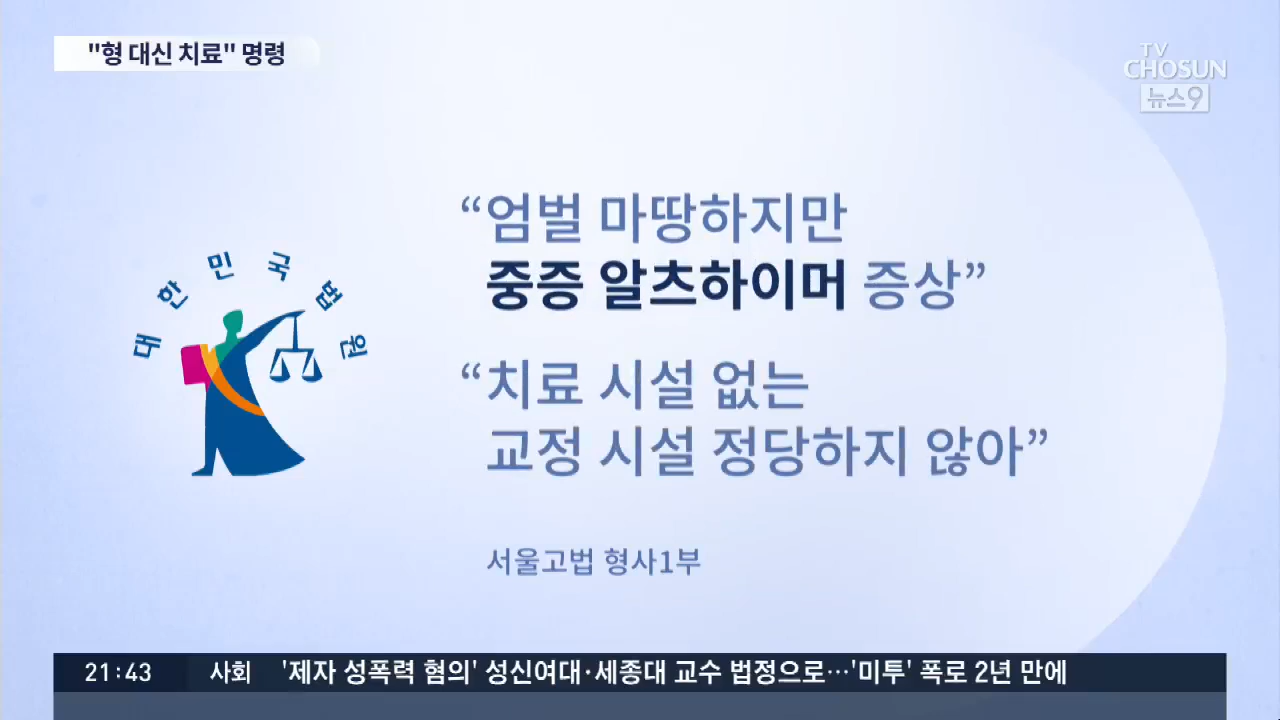 "형 대신 치료" 명령
TV
CHOSUN
뉴스9
대한민국법원
“엄벌 마땅하지만
중증 알츠하이머 증상”
“치료 시설 없는
교정 시설 정당하지 않아”
서울고법 형사1부
21:43 사회 '제자 성폭력 혐의' 성신여대·세종대 교수 법정으로…'미투' 폭로 2년 만에